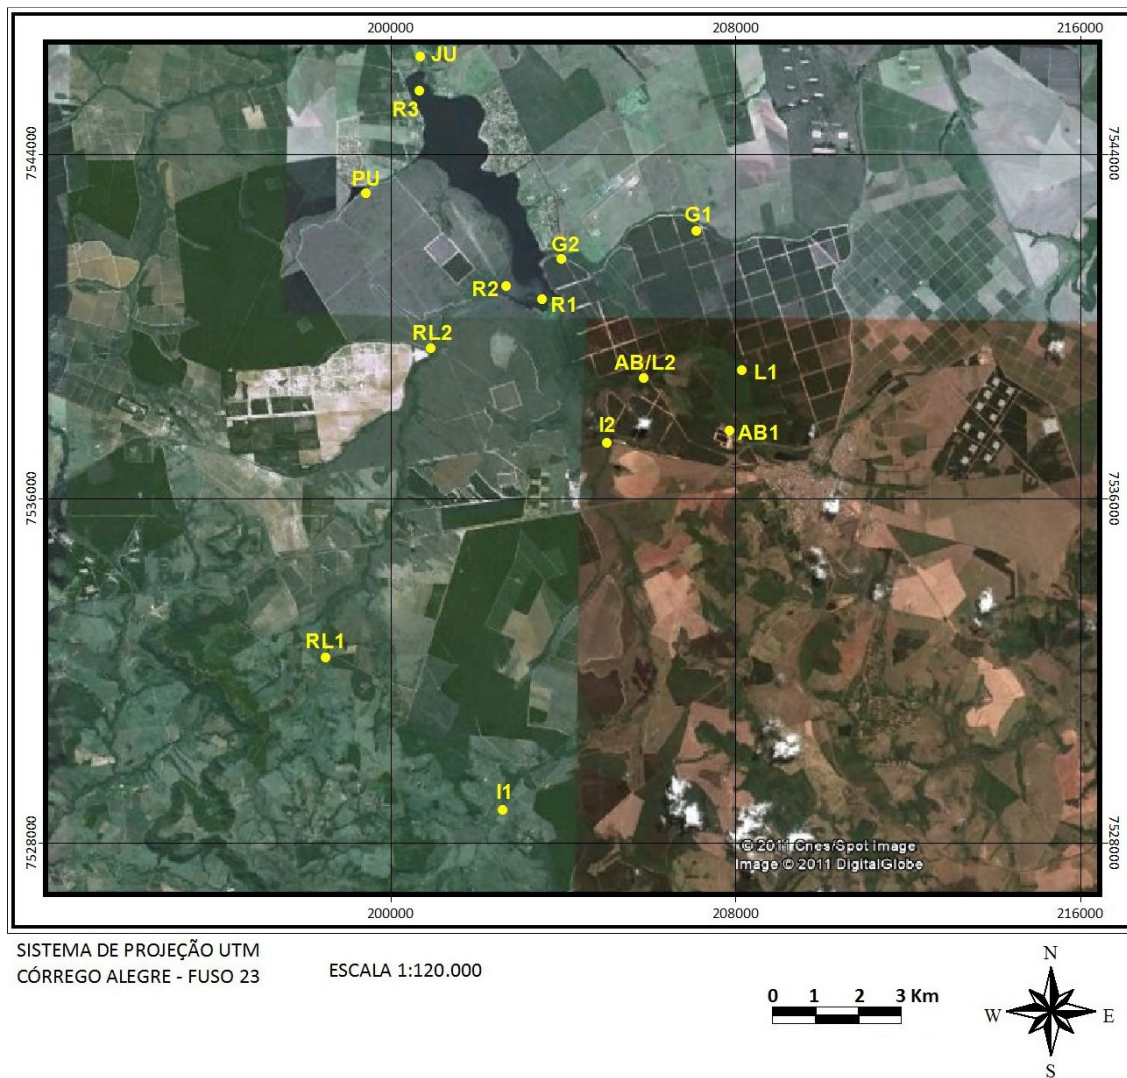 200000 208000 216000
JU
R3
7544000 7544000
PU
G1
G2
R2
R1
RL2
AB/L2
L1
I2
AB1
7536000 7536000
RL1
I1
7528000 7528000
© 2011 Cnes/Spot Image
Image © 2011 DigitalGlobe
200000 208000 216000
SISTEMA DE PROJEÇÃO UTM
CÓRREGO ALEGRE - FUSO 23
ESCALA 1:120.000
0 1 2 3 Km
N
W E
S